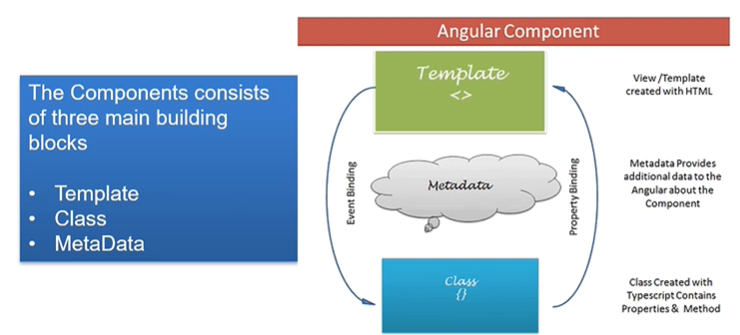 Angular Component
The Components consists
of three main building
blocks
• Template
• Class
• MetaData
Template
<>
View /Template
created with HTML
Event Binding
Metadata
Property Binding
Metadata Provides
additional data to the
Angular about the
Component
Class
{}
Class Created with
Typescript Contains
Properties & Method